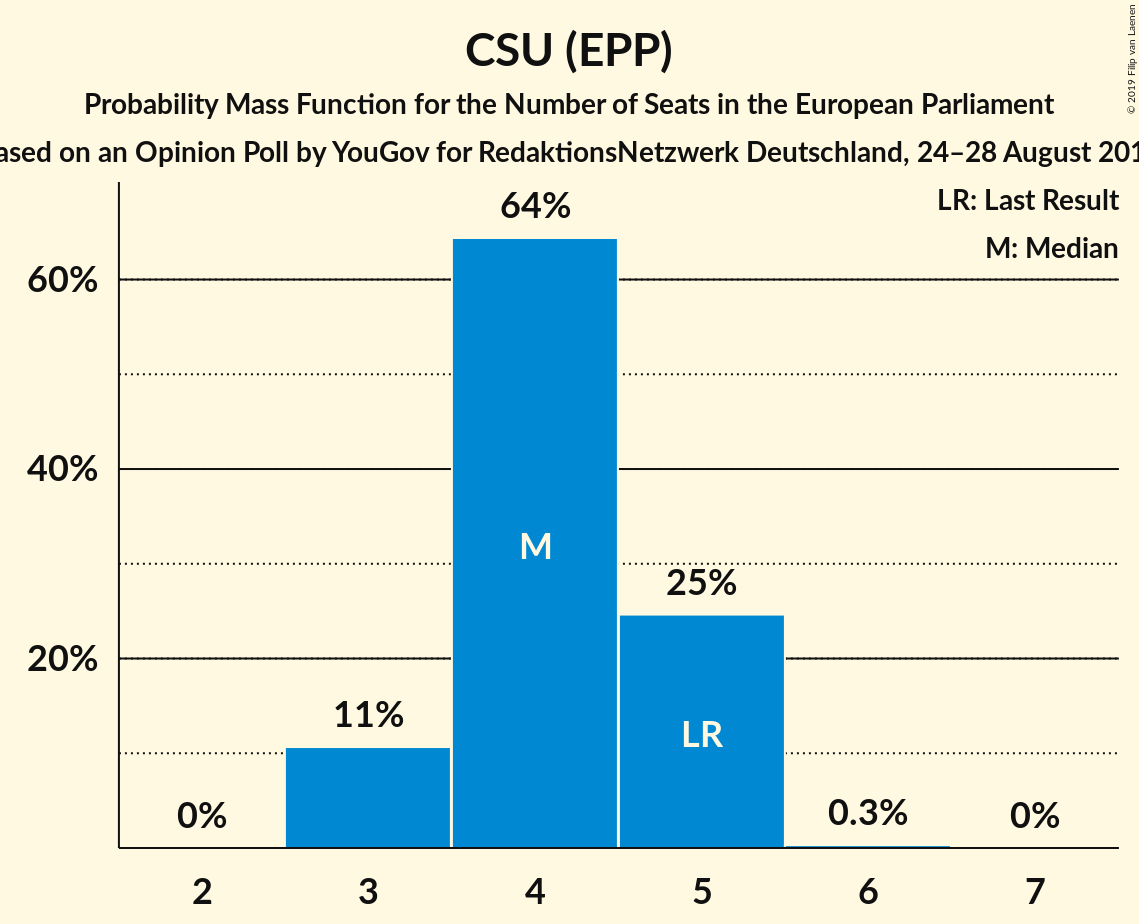 CSU (EPP)
Probability Mass Function for the Number of Seats in the European Parliament
ased on an Opinion Poll by YouGov for RedaktionsNetzwerk Deutschland, 24–28 August 201
© 2019 Filip van Laenen
LR: Last Result
M: Median
64%
60%
40%
M
25%
20%
11%
LR
0%
0.3%
0%
2 3 4 5 6 7